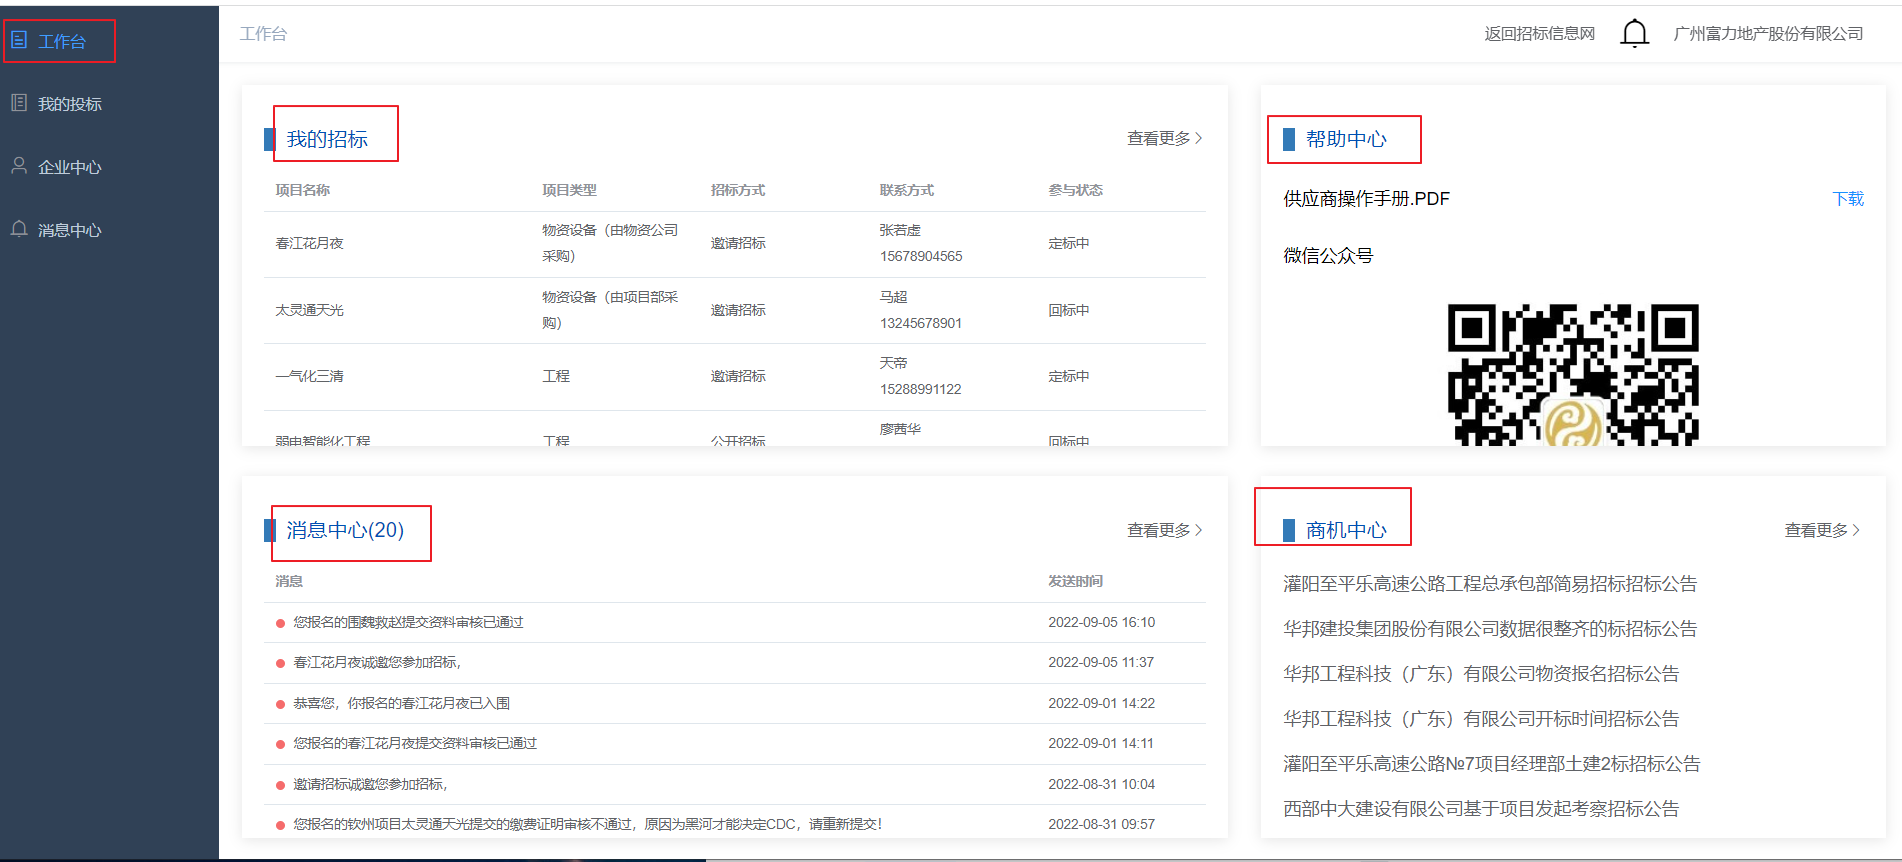 工作台
我的投标
企业中心
消息中心
工作台
返回招标信息网
广州富力地产股份有限公司
我的招标
查看更多
项目名称 项目类型 招标方式 联系方式 参与状态
春江花月夜 物资设备（由物资公司采购） 邀请招标 张若虚 15678904565 定标中
太灵通天光 物资设备（由项目部采购） 邀请招标 马超 13245678901 回标中
一气化三清 工程 邀请招标 天帝 15288991122 定标中
弱电智能化工程 工程 公开招标 廖茜华 回标中
帮助中心
供应商操作手册.PDF 下载
微信公众号
消息中心(20)
查看更多
消息 发送时间
您报名的围魏救赵提交资料审核已通过 2022-09-05 16:10
春江花月夜诚邀您参加招标， 2022-09-05 11:37
恭喜您，你报名的春江花月夜已入围 2022-09-01 14:22
您报名的春江花月夜提交资料审核已通过 2022-09-01 14:11
邀请招标诚邀您参加招标， 2022-08-31 10:04
您报名的钦州项目太灵通天光提交的缴费证明审核不通过，原因为黑河才能决定CDC，请重新提交！ 2022-08-31 09:57
商机中心
查看更多
灌阳至平乐高速公路工程总承包部简易招标招标公告
华邦建投集团股份有限公司数据很整齐的标招标公告
华邦工程科技（广东）有限公司物资报名招标公告
华邦工程科技（广东）有限公司开标时间招标公告
灌阳至平乐高速公路№7项目经理部土建2标招标公告
西部中大建设有限公司基于项目发起考察招标公告